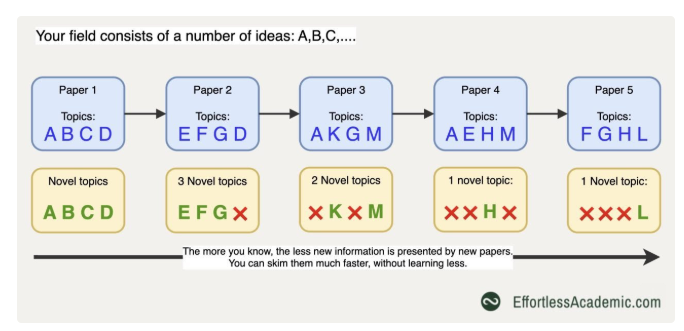 Your field consists of a number of ideas: A,B,C,....
Paper 1
Topics:
A B C D
Paper 2
Topics:
E F G D
Paper 3
Topics:
A K G M
Paper 4
Topics:
A E H M
Paper 5
Topics:
F G H L
Novel topics
A B C D
3 Novel topics
E F G ×
2 Novel topics
× K × M
1 novel topic:
× × H ×
1 Novel topic:
× × × L
The more you know, the less new information is presented by new papers.
You can skim them much faster, without learning less.
EffortlessAcademic.com